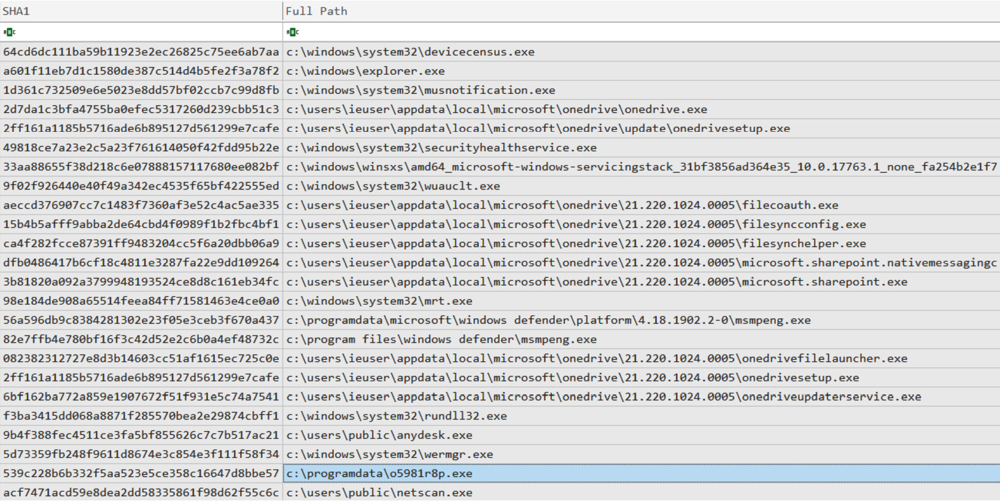 SHA1 Full Path
ABC ABC
64cd6dc111ba59b11923e2ec26825c75ee6ab7aa c:\windows\system32\devicecensus.exe
a601f11eb7d1c1580de387c514d4b5fe2f3a78f2 c:\windows\explorer.exe
1d361c732509e6e5023e8dd57bf02ccb7c99d8fb c:\windows\system32\musnotification.exe
2d7da1c3bfa4755ba0efec5317260d239cbb51c3 c:\users\ieuser\appdata\local\microsoft\onedrive\onedrive.exe
2ff161a1185b5716ade6b895127d561299e7cafe c:\users\ieuser\appdata\local\microsoft\onedrive\update\onedrivesetup.exe
49818ce7a23e2c5a23f761614050f42fdd95b22e c:\windows\system32\securityhealthservice.exe
33aa88655f38d218c6e07888157117680ee082bf c:\windows\winsxs\amd64_microsoft-windows-servicingstack_31bf3856ad364e35_10.0.17763.1_none_fa254b2e1f7
9f02f926440e40f49a342ec4535f65bf422555ed c:\windows\system32\wuauclt.exe
aeccd376907cc7c1483f7360af3e52c4ac5ae335 c:\users\ieuser\appdata\local\microsoft\onedrive\21.220.1024.0005\filecoauth.exe
15b4b5afff9abba2de64cbd4f0989f1b2fbc4bf1 c:\users\ieuser\appdata\local\microsoft\onedrive\21.220.1024.0005\filesyncconfig.exe
ca4f282fcce87391ff9483204cc5f6a20dbb06a9 c:\users\ieuser\appdata\local\microsoft\onedrive\21.220.1024.0005\filesynchelper.exe
dfb0486417b6cf18c4811e3287fa22e9dd109264 c:\users\ieuser\appdata\local\microsoft\onedrive\21.220.1024.0005\microsoft.sharepoint.nativemessagingc
3b81820a092a3799948193524ce8d8c161eb34fc c:\users\ieuser\appdata\local\microsoft\onedrive\21.220.1024.0005\microsoft.sharepoint.exe
98e184de908a65514feea84ff71581463e4ce0a0 c:\windows\system32\mrt.exe
56a596db9c8384281302e23f05e3ceb3f670a437 c:\programdata\microsoft\windows defender\platform\4.18.1902.2-0\msmpeng.exe
82e7ffb4e780bf16f3c42d52e2c6b0a4ef48732c c:\program files\windows defender\msmpeng.exe
082382312727e8d3b14603cc51af1615ec725c0e c:\users\ieuser\appdata\local\microsoft\onedrive\21.220.1024.0005\onedrivefilelauncher.exe
2ff161a1185b5716ade6b895127d561299e7cafe c:\users\ieuser\appdata\local\microsoft\onedrive\21.220.1024.0005\onedrivesetup.exe
6bf162ba772a859e1907672f51f931e5c74a7541 c:\users\ieuser\appdata\local\microsoft\onedrive\21.220.1024.0005\onedriveupdaterservice.exe
f3ba3415dd068a8871f285570bea2e29874cbff1 c:\windows\system32\rundll32.exe
9b4f388fec4511ce3fa5bf855626c7c7b517ac21 c:\users\public\anydesk.exe
5d73359fb248f9611d8674e3c854e3f111f58f34 c:\windows\system32\wermgr.exe
539c228b6b332f5aa523e5ce358c16647d8bbe57 c:\programdata\o5981r8p.exe
acf7471acd59e8dea2dd58335861f98d62f55c6c c:\users\public\netscan.exe